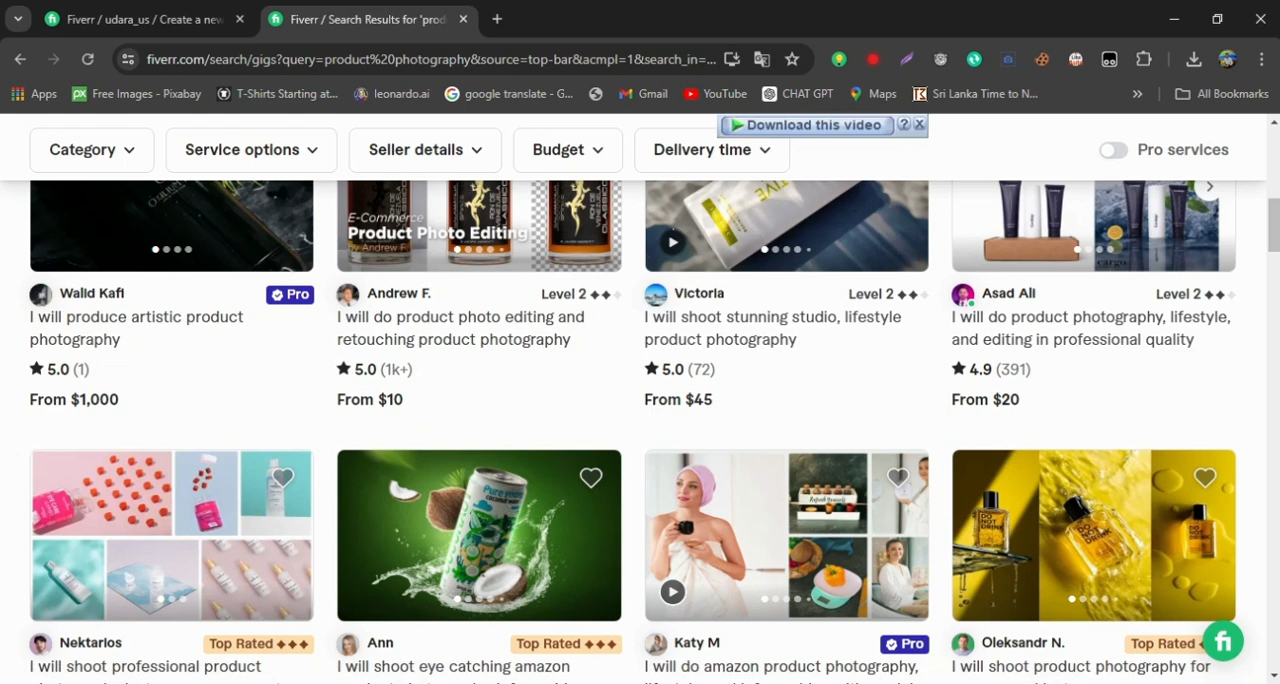 Fiverr / udara_us / Create a new
Fiverr / Search Results for 'prod
fiverr.com/search/gigs?query=product%20photography&source=top-bar&acmpl=1&search_in=...
Apps
Free Images - Pixabay
T-Shirts Starting at...
leonardo.ai
google translate - G...
Gmail
YouTube
CHAT GPT
Maps
Sri Lanka Time to N...
All Bookmarks
Download this video
Category
Service options
Seller details
Budget
Delivery time
Pro services
E-Commerce
Product Photo Editing
by Andrew F.
Walid Kafi
Pro
I will produce artistic product
photography
5.0 (1)
From $1,000
Andrew F.
Level 2
I will do product photo editing and
retouching product photography
5.0 (1k+)
From $10
Victoria
Level 2
I will shoot stunning studio, lifestyle
product photography
5.0 (72)
From $45
Asad Ali
Level 2
I will do product photography, lifestyle,
and editing in professional quality
4.9 (391)
From $20
DO
NOT
DRINK
Nektarios
Top Rated
I will shoot professional product
Ann
Top Rated
I will shoot eye catching amazon
Katy M
Pro
I will do amazon product photography,
Oleksandr N.
Top Rated
I will shoot product photography for
fi